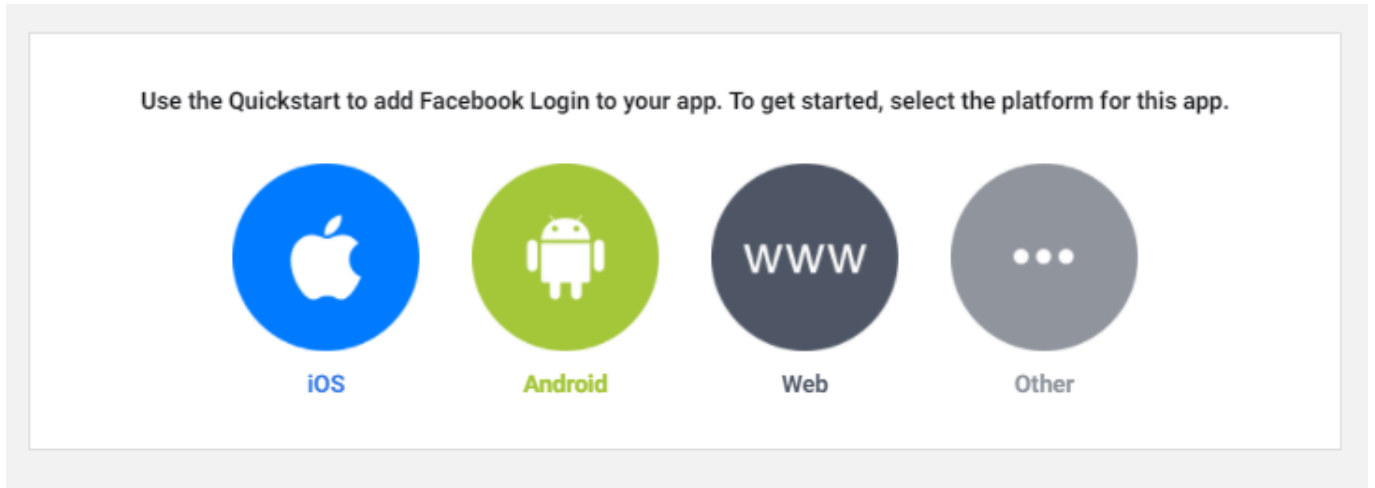 Use the Quickstart to add Facebook Login to your app. To get started, select the platform for this app.
www
iOS
Android
Web
Other